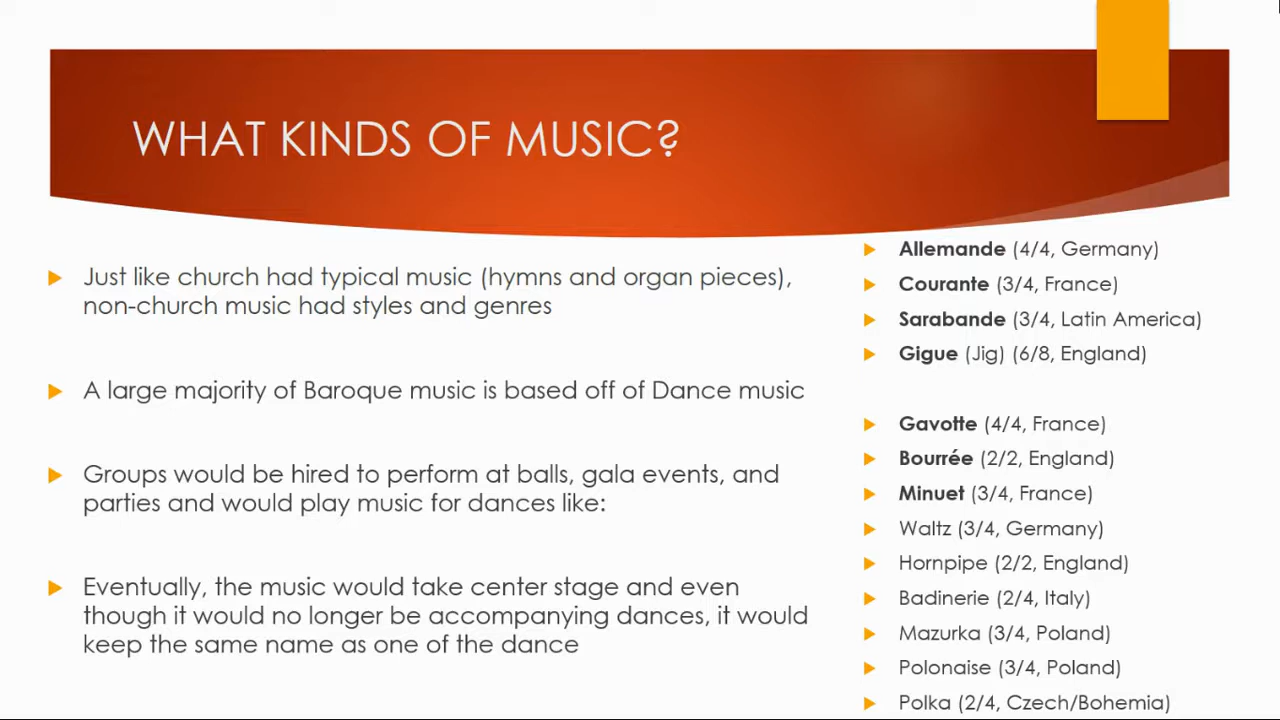 WHAT KINDS OF MUSIC?
Just like church had typical music (hymns and organ pieces),
non-church music had styles and genres
A large majority of Baroque music is based off of Dance music
Groups would be hired to perform at balls, gala events, and
parties and would play music for dances like:
Eventually, the music would take center stage and even
though it would no longer be accompanying dances, it would
keep the same name as one of the dance
Allemande (4/4, Germany)
Courante (3/4, France)
Sarabande (3/4, Latin America)
Gigue (Jig) (6/8, England)
Gavotte (4/4, France)
Bourrée (2/2, England)
Minuet (3/4, France)
Waltz (3/4, Germany)
Hornpipe (2/2, England)
Badinerie (2/4, Italy)
Mazurka (3/4, Poland)
Polonaise (3/4, Poland)
Polka (2/4, Czech/Bohemia)